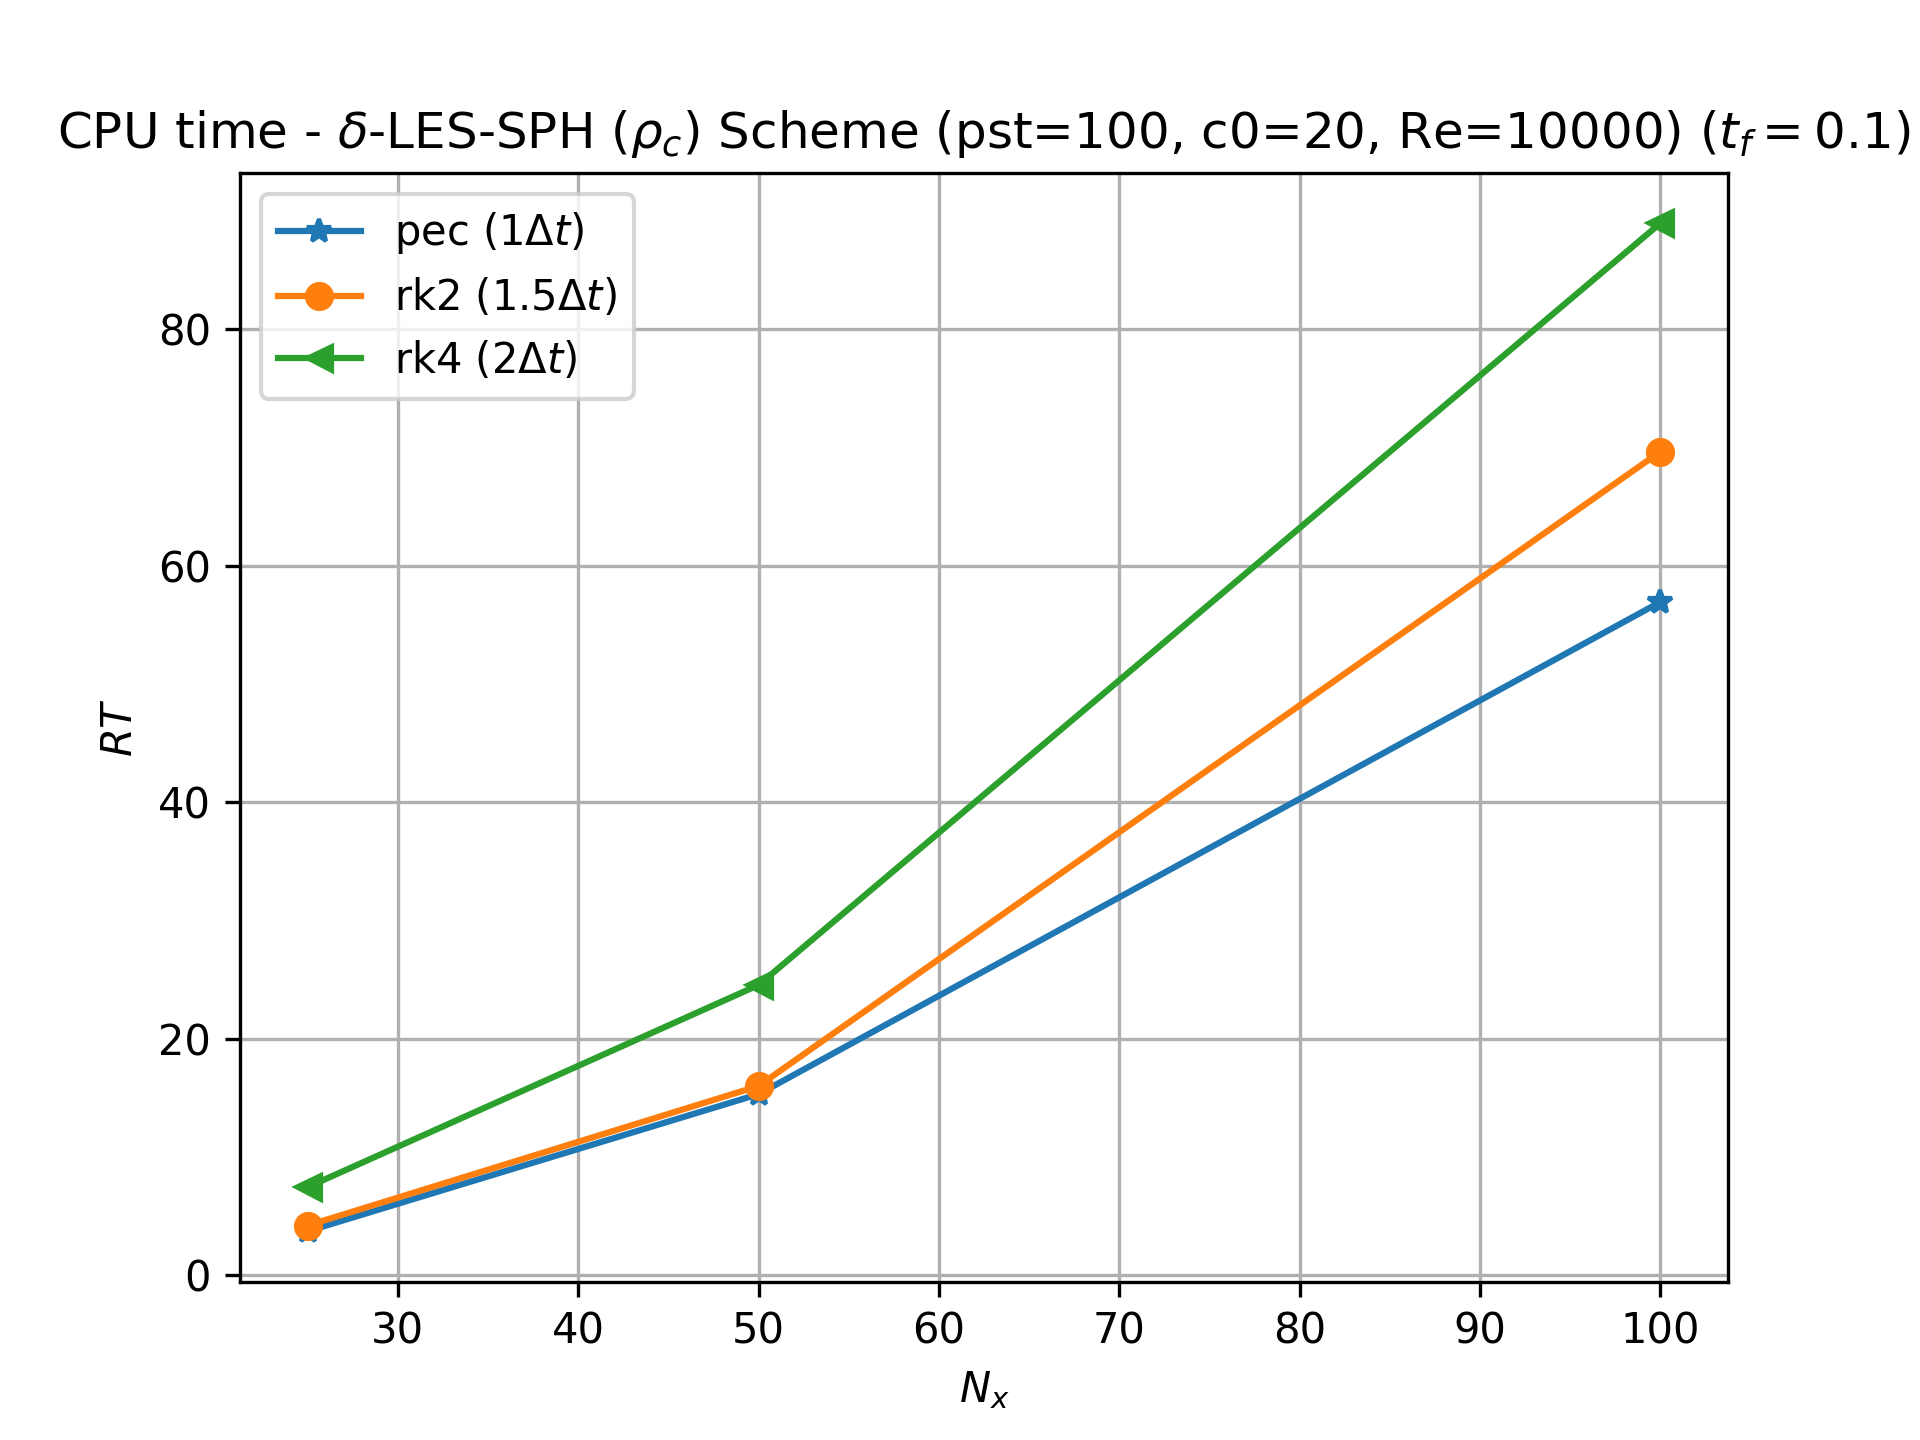 CPU time - δ-LES-SPH (ρ_c) Scheme (pst=100, c0=20, Re=10000) (t_f = 0.1)
pec (1Δt)
rk2 (1.5Δt)
rk4 (2Δt)
80
60
40
20
0
RT
30 40 50 60 70 80 90 100
N_x